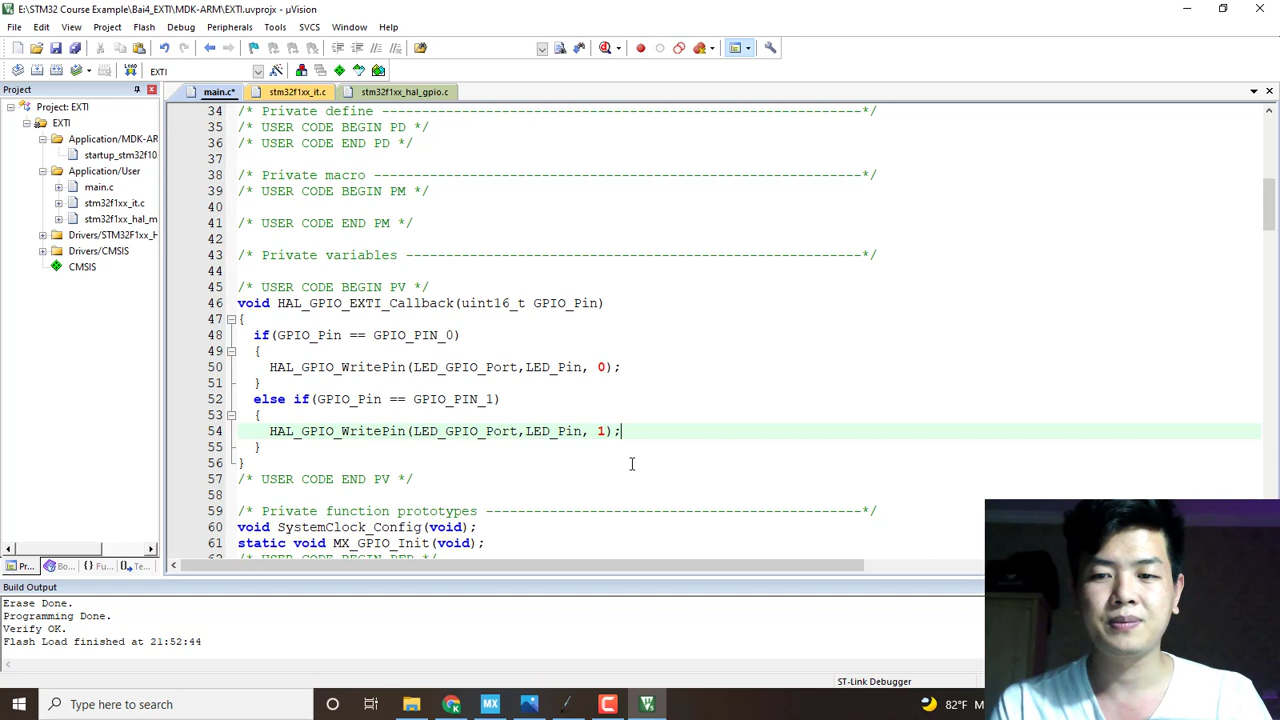 E:\STM32 Course Example\Bai4_EXTI\MDK-ARM\EXTI.uvprojx - µVision
File Edit View Project Flash Debug Peripherals Tools SVCS Window Help
EXTI
Project
main.c* stm32f1xx_it.c stm32f1xx_hal_gpio.c
Project: EXTI
EXTI
Application/MDK-AR
startup_stm32f10
Application/User
main.c
stm32f1xx_it.c
stm32f1xx_hal_m
Drivers/STM32F1xx_H
Drivers/CMSIS
CMSIS
34 /* Private define ------------------------------------------------------------*/
35 /* USER CODE BEGIN PD */
36 /* USER CODE END PD */
37
38 /* Private macro -------------------------------------------------------------*/
39 /* USER CODE BEGIN PM */
40
41 /* USER CODE END PM */
42
43 /* Private variables ----------------------------------------------------------*/
44
45 /* USER CODE BEGIN PV */
46 void HAL_GPIO_EXTI_Callback(uint16_t GPIO_Pin)
47 {
48 if(GPIO_Pin == GPIO_PIN_0)
49 {
50 HAL_GPIO_WritePin(LED_GPIO_Port,LED_Pin, 0);
51 }
52 else if(GPIO_Pin == GPIO_PIN_1)
53 {
54 HAL_GPIO_WritePin(LED_GPIO_Port,LED_Pin, 1);
55 }
56 }
57 /* USER CODE END PV */
58
59 /* Private function prototypes -----------------------------------------------*/
60 void SystemClock_Config(void);
61 static void MX_GPIO_Init(void);
Pr... Bo... {} Fu... Te...
Build Output
Erase Done.
Programming Done.
Verify OK.
Flash Load finished at 21:52:44
ST-Link Debugger
Type here to search
MX
82°F